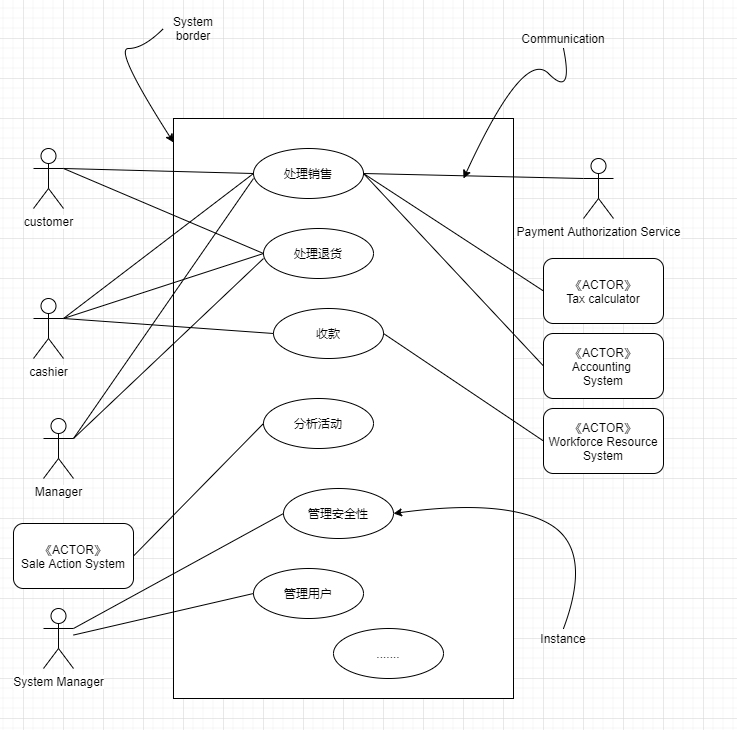 System
border
Communication
处理销售
customer
Payment Authorization Service
处理退货
《ACTOR》
Tax calculator
收款
cashier
《ACTOR》
Accounting
System
分析活动
《ACTOR》
Workforce Resource
System
Manager
管理安全性
《ACTOR》
Sale Action System
管理用户
Instance
.......
System Manager